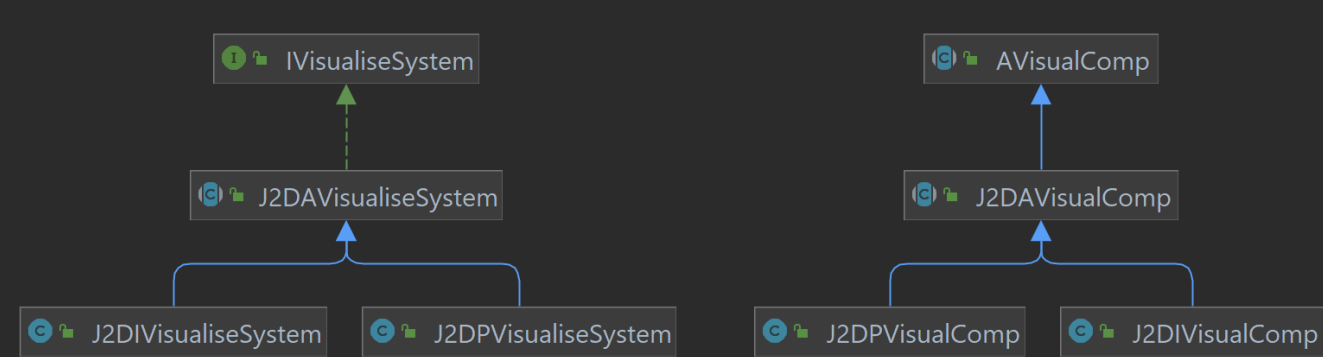 I IVisualiseSystem
C AVisualComp
C J2DAVisualiseSystem
C J2DAVisualComp
C J2DIVisualiseSystem
C J2DPVisualiseSystem
C J2DPVisualComp
C J2DIVisualComp